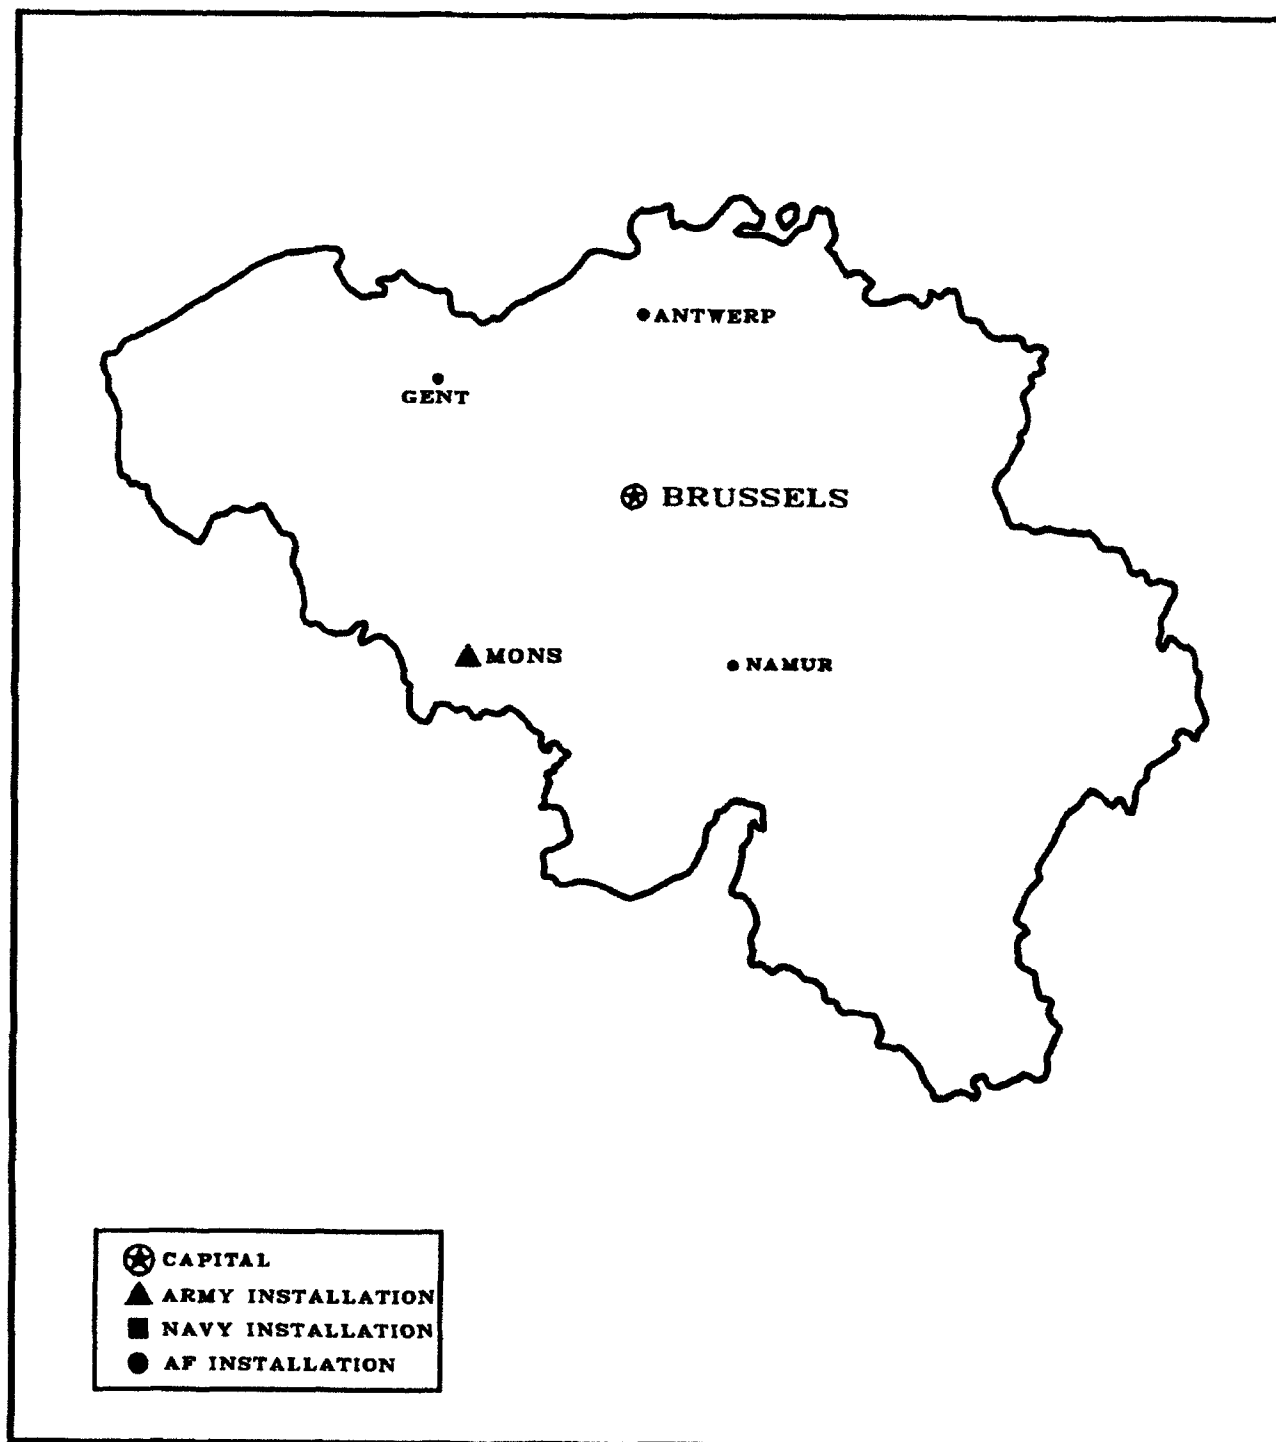 ANTWERP
GENT
BRUSSELS
MONS
NAMUR
CAPITAL
ARMY INSTALLATION
NAVY INSTALLATION
AF INSTALLATION